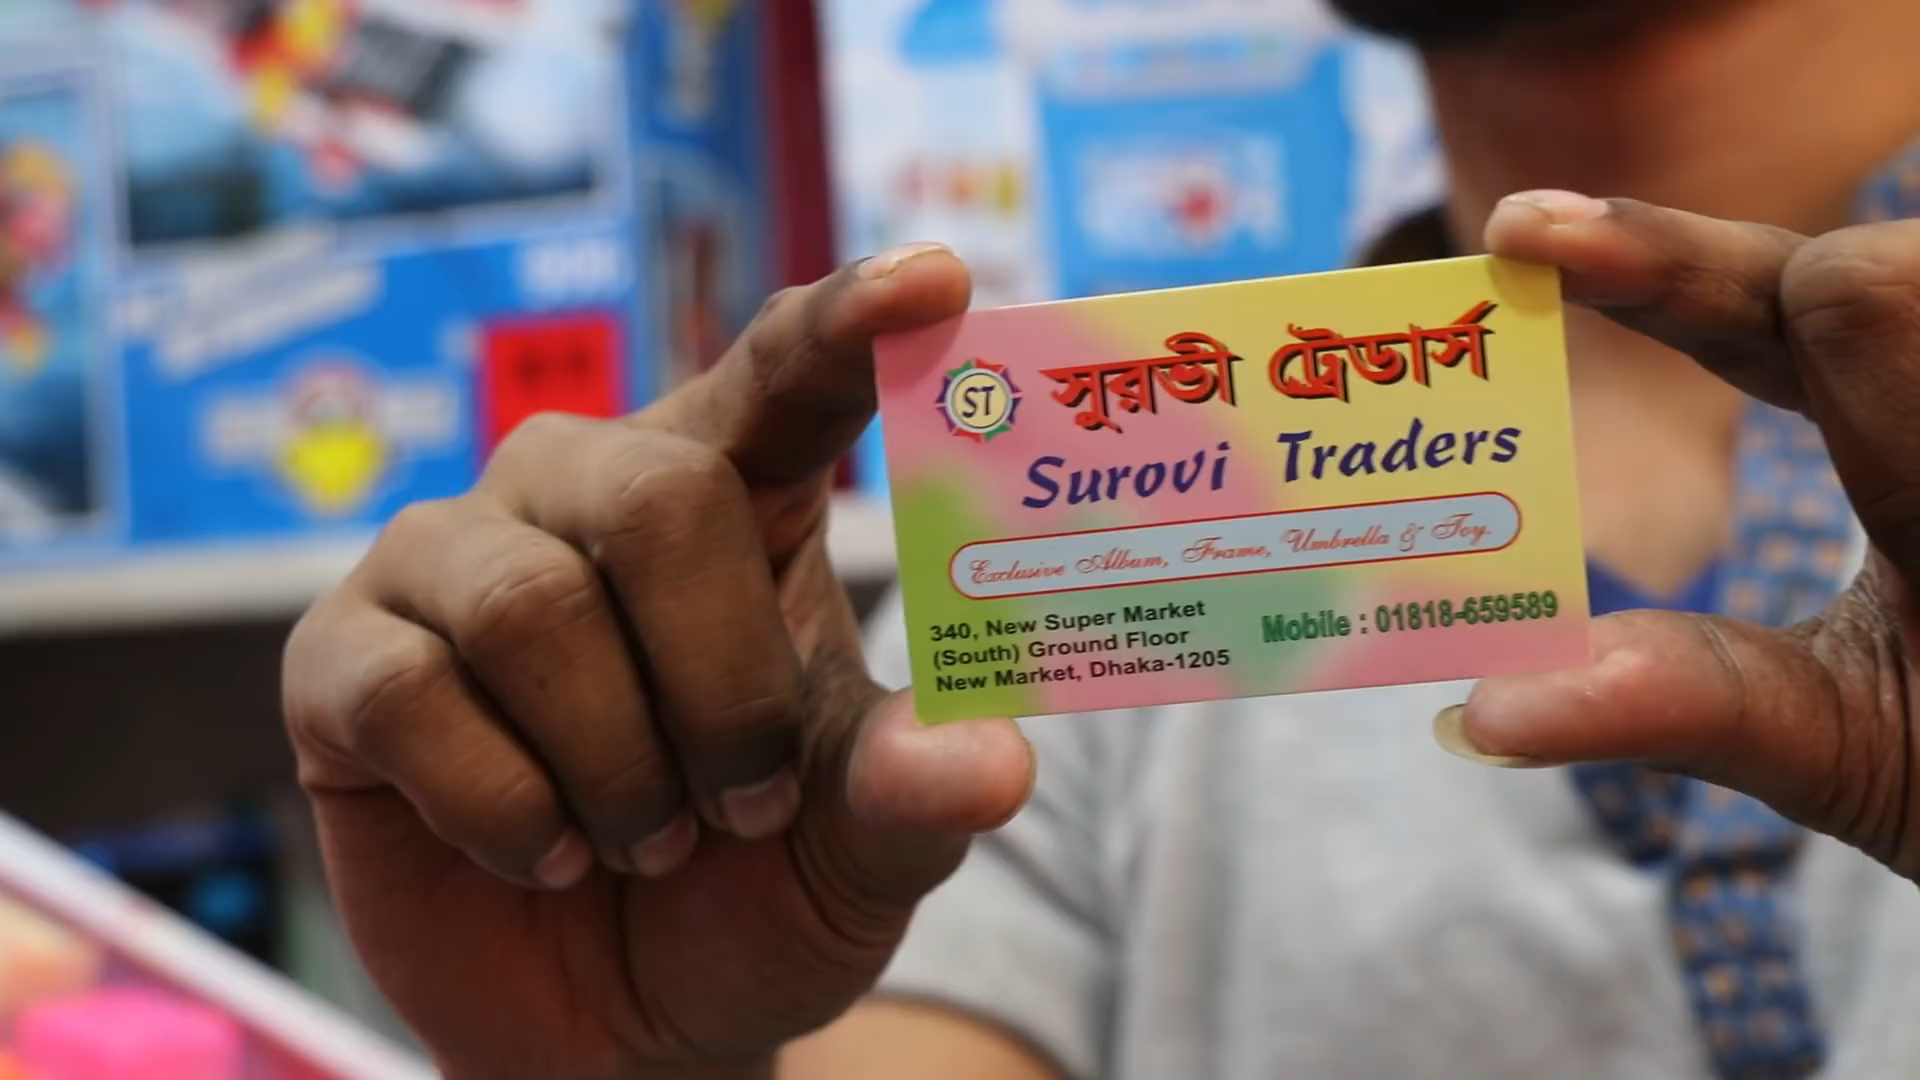 ST
সুরভী ট্রেডার্স
Surovi Traders
Exclusive Album, Frame, Umbrella & Toy.
340, New Super Market
(South) Ground Floor
New Market, Dhaka-1205
Mobile : 01818-659589